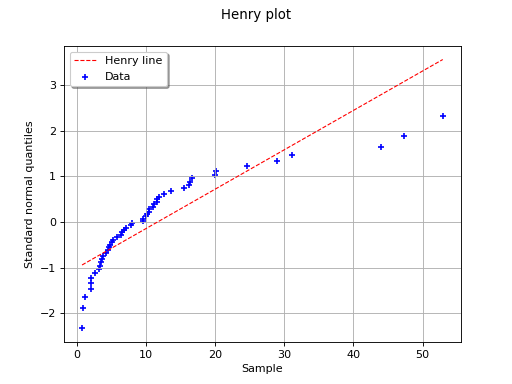 Henry plot
Henry line
Data
Standard normal quantiles
3
2
1
0
−1
−2
0 10 20 30 40 50
Sample